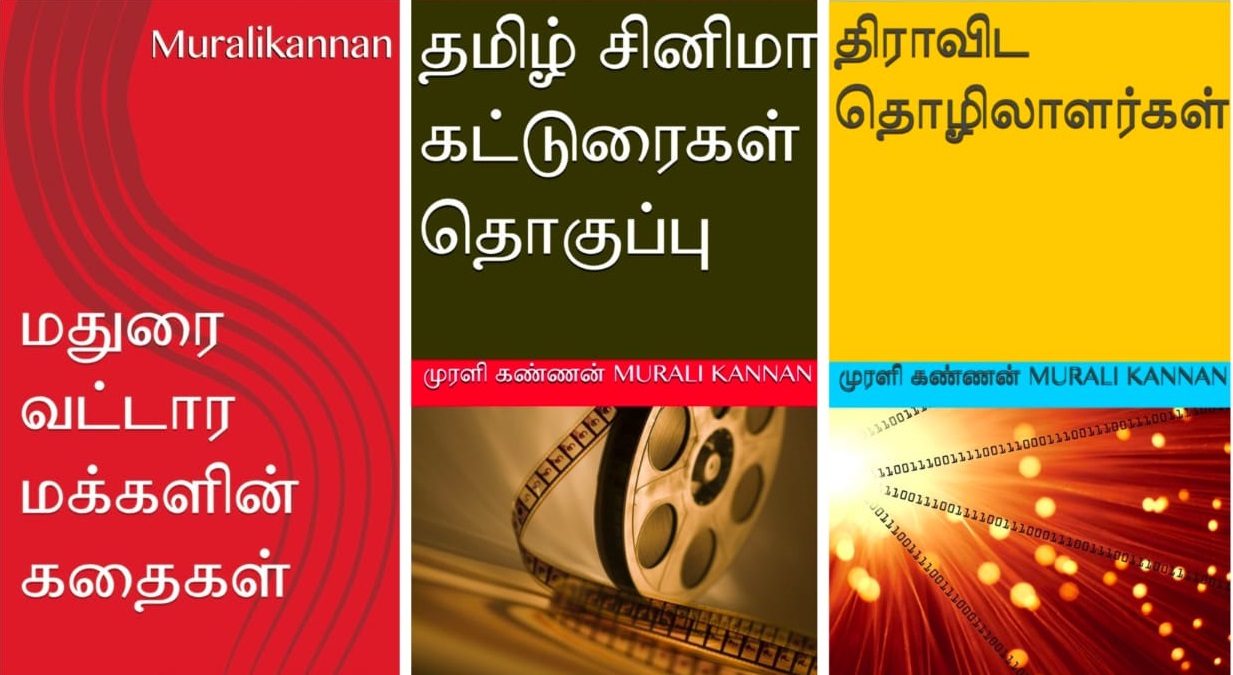 Muralikannan
மதுரை
வட்டார
மக்களின்
கதைகள்
தமிழ் சினிமா
கட்டுரைகள்
தொகுப்பு
முரளி கண்ணன் MURALI KANNAN
திராவிட
தொழிலாளர்கள்
முரளி கண்ணன் MURALI KANNAN